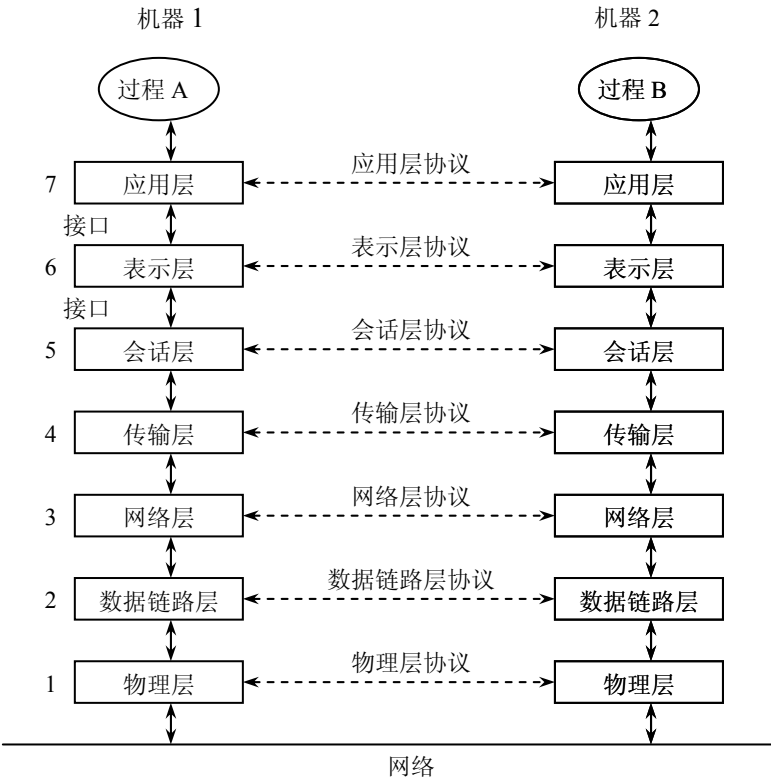 机器 1 机器 2
过程 A 过程 B
应用层协议
7 应用层 应用层
接口
表示层协议
6 表示层 表示层
接口
会话层协议
5 会话层 会话层
传输层协议
4 传输层 传输层
网络层协议
3 网络层 网络层
数据链路层协议
2 数据链路层 数据链路层
物理层协议
1 物理层 物理层
网络